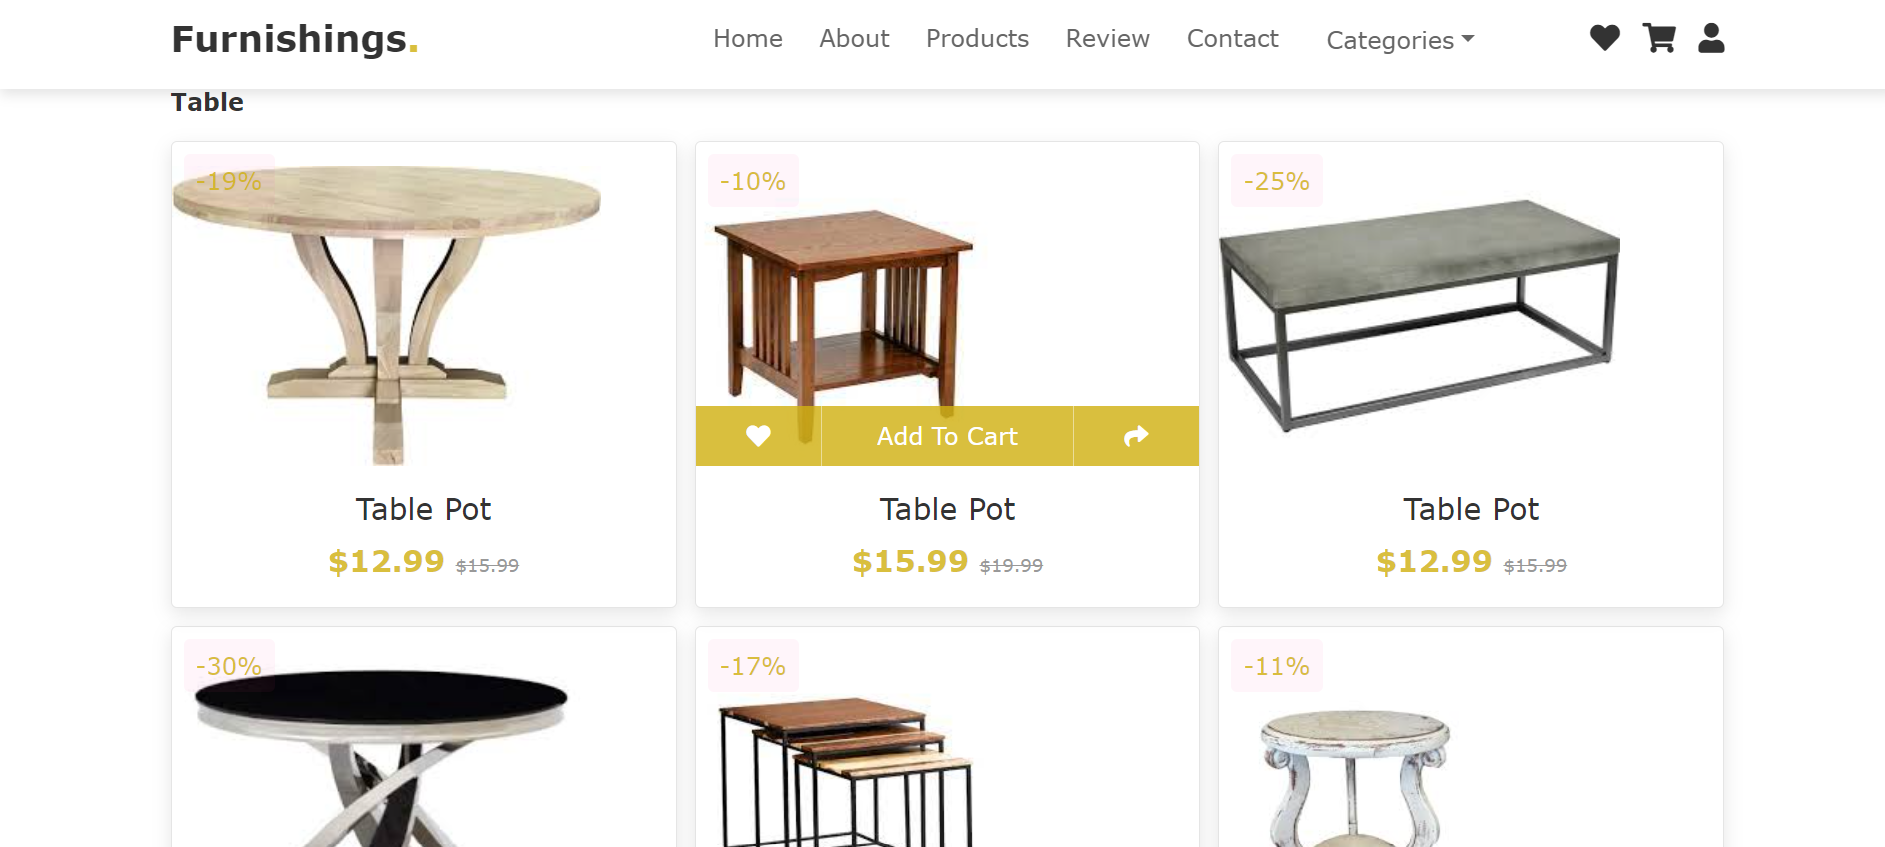 Furnishings.
Home About Products Review Contact Categories
Table
-19% -10% -25%
Add To Cart
Table Pot Table Pot Table Pot
$12.99 $15.99 $15.99 $19.99 $12.99 $15.99
-30% -17% -11%